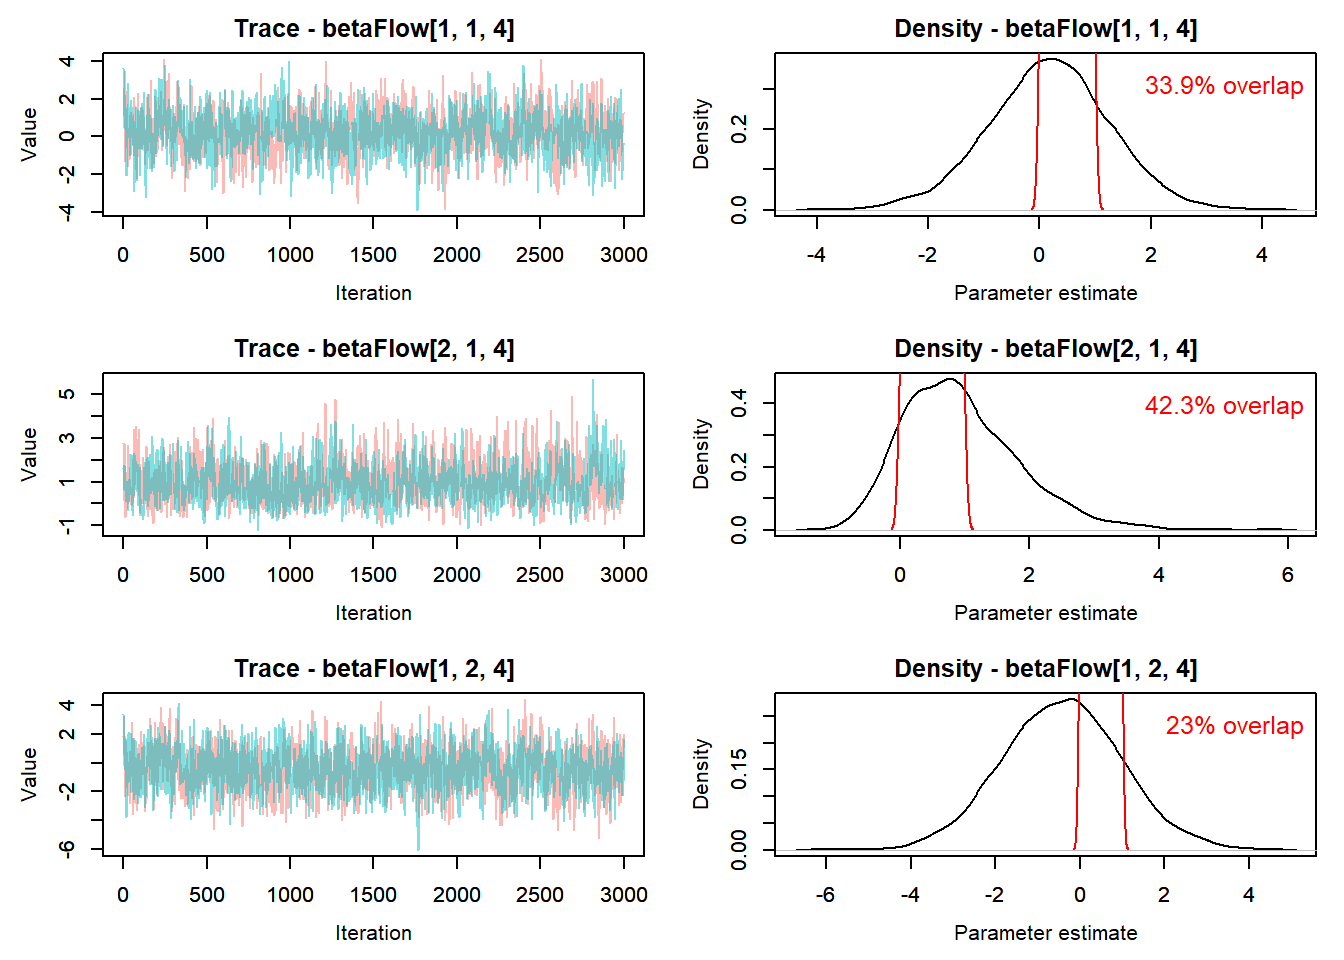 Trace - betaFlow[1, 1, 4]
Value
4
2
0
-2
-4
0 500 1000 1500 2000 2500 3000
Iteration
Density - betaFlow[1, 1, 4]
33.9% overlap
Density
0.2
0.0
-4 -2 0 2 4
Parameter estimate
Trace - betaFlow[2, 1, 4]
Value
5
3
1
-1
0 500 1000 1500 2000 2500 3000
Iteration
Density - betaFlow[2, 1, 4]
42.3% overlap
Density
0.4
0.2
0.0
0 2 4 6
Parameter estimate
Trace - betaFlow[1, 2, 4]
Value
4
2
-2
-6
0 500 1000 1500 2000 2500 3000
Iteration
Density - betaFlow[1, 2, 4]
23% overlap
Density
0.15
0.00
-6 -4 -2 0 2 4
Parameter estimate